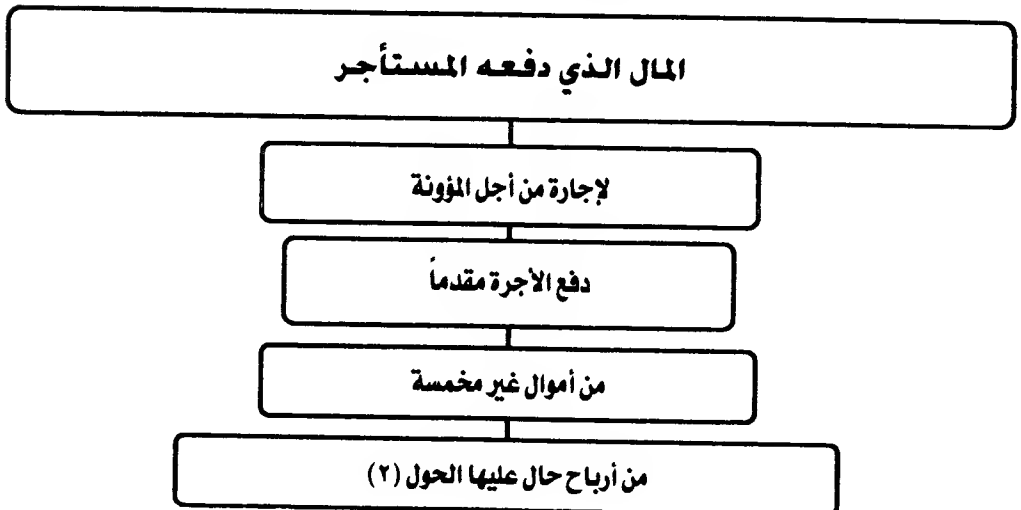 المال الذي دفعه المستأجر
لإجارة من أجل المؤونة
دفع الأجرة مقدماً
من أموال غير مخمسة
من أرباح حال عليها الحول (٢)